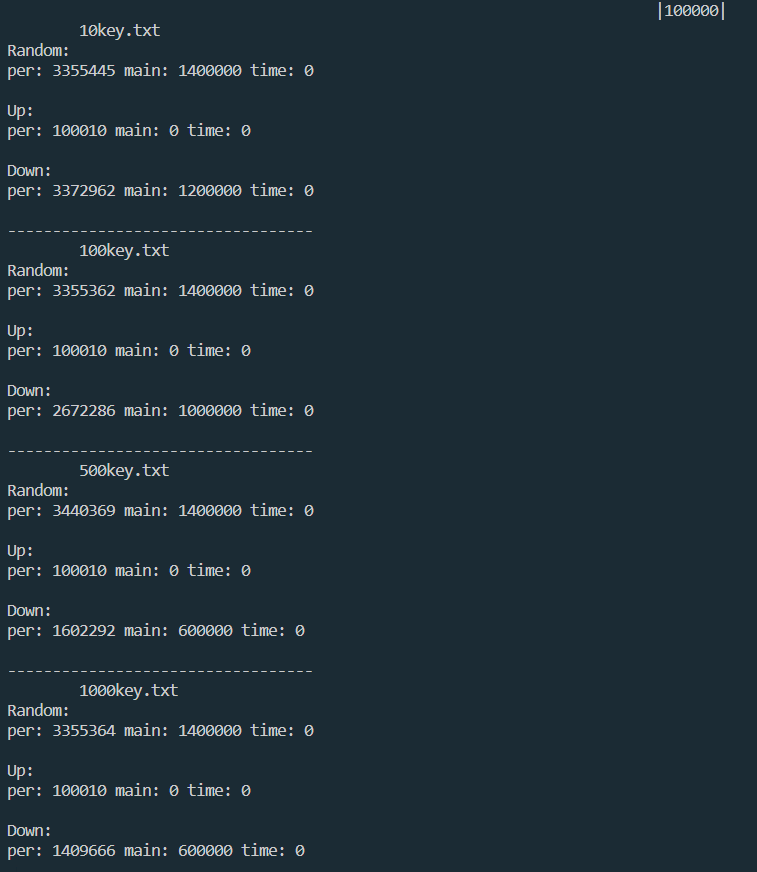 |100000|
10key.txt
Random:
per: 3355445 main: 1400000 time: 0
Up:
per: 100010 main: 0 time: 0
Down:
per: 3372962 main: 1200000 time: 0
----------------------------------
100key.txt
Random:
per: 3355362 main: 1400000 time: 0
Up:
per: 100010 main: 0 time: 0
Down:
per: 2672286 main: 1000000 time: 0
----------------------------------
500key.txt
Random:
per: 3440369 main: 1400000 time: 0
Up:
per: 100010 main: 0 time: 0
Down:
per: 1602292 main: 600000 time: 0
----------------------------------
1000key.txt
Random:
per: 3355364 main: 1400000 time: 0
Up:
per: 100010 main: 0 time: 0
Down:
per: 1409666 main: 600000 time: 0